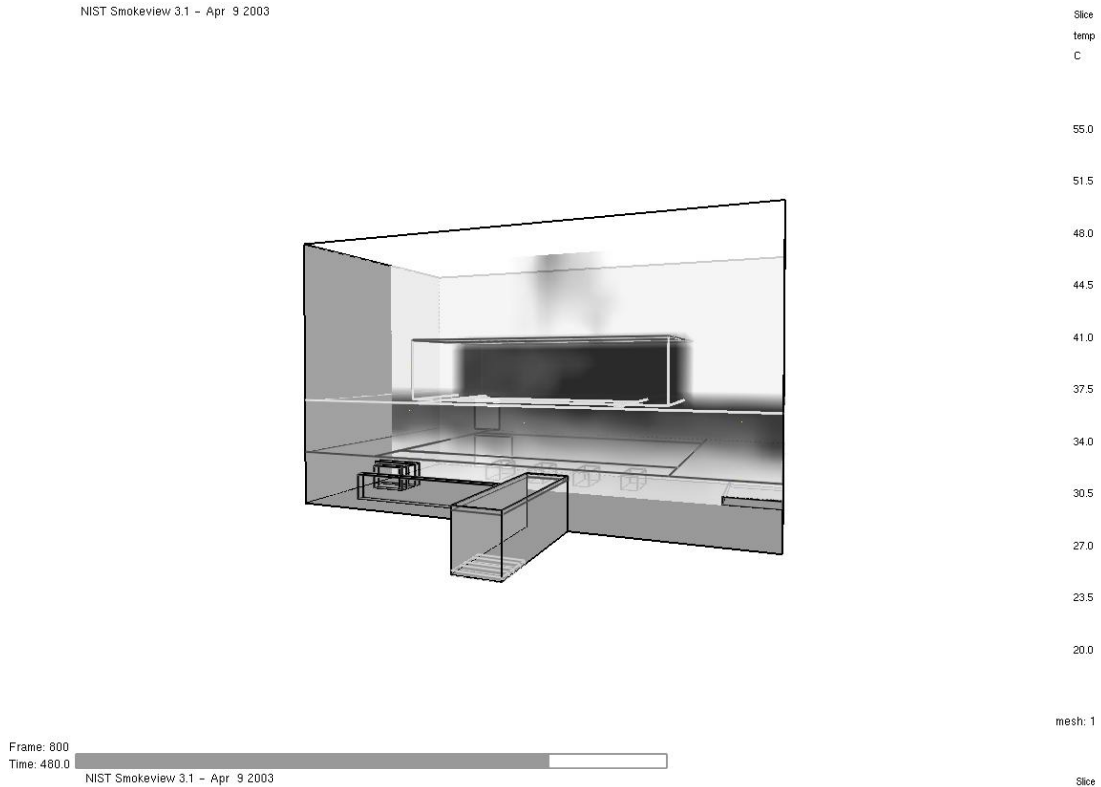 NIST Smokeview 3.1 - Apr 9 2003
Slice
temp
C
55.0
51.5
48.0
44.5
41.0
37.5
34.0
30.5
27.0
23.5
20.0
mesh: 1
Frame: 800
Time: 480.0
NIST Smokeview 3.1 - Apr 9 2003
Slice